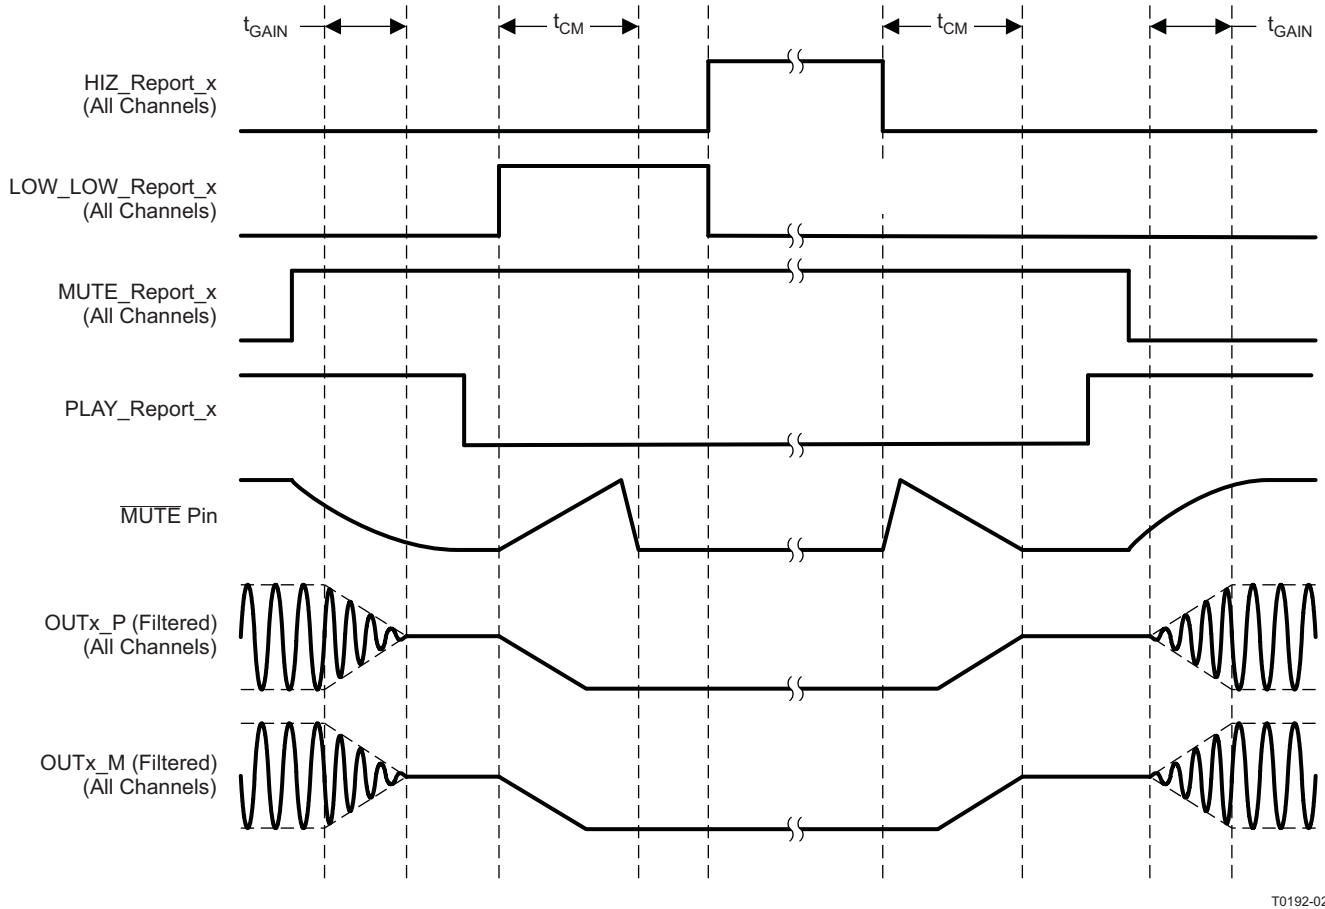 tGAIN tCM tCM tGAIN
HIZ_Report_x
(All Channels)
LOW_LOW_Report_x
(All Channels)
MUTE_Report_x
(All Channels)
PLAY_Report_x
MUTE Pin
OUTx_P (Filtered)
(All Channels)
OUTx_M (Filtered)
(All Channels)
T0192-02